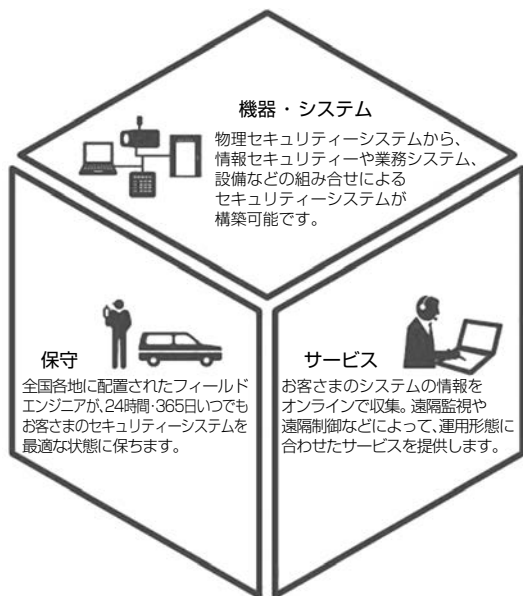 機器・システム
物理セキュリティーシステムから、
情報セキュリティーや業務システム、
設備などの組み合せによる
セキュリティーシステムが
構築可能です。
保守
全国各地に配置されたフィールド
エンジニアが、24時間・365日いつでも
お客さまのセキュリティーシステムを
最適な状態に保ちます。
サービス
お客さまのシステムの情報を
オンラインで収集。遠隔監視や
遠隔制御などによって、運用形態に
合わせたサービスを提供します。